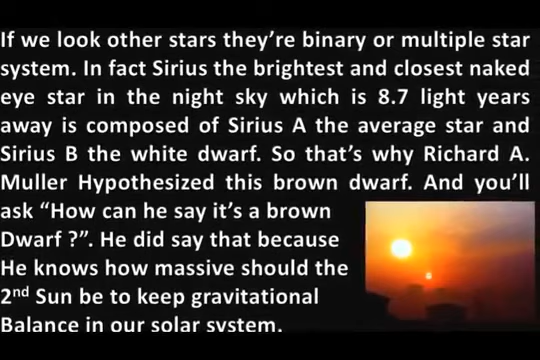 If we look other stars they're binary or multiple star
system. In fact Sirius the brightest and closest naked
eye star in the night sky which is 8.7 light years
away is composed of Sirius A the average star and
Sirius B the white dwarf. So that's why Richard A.
Muller Hypothesized this brown dwarf. And you'll
ask “How can he say it's a brown
Dwarf ?”. He did say that because
He knows how massive should the
2nd Sun be to keep gravitational
Balance in our solar system.